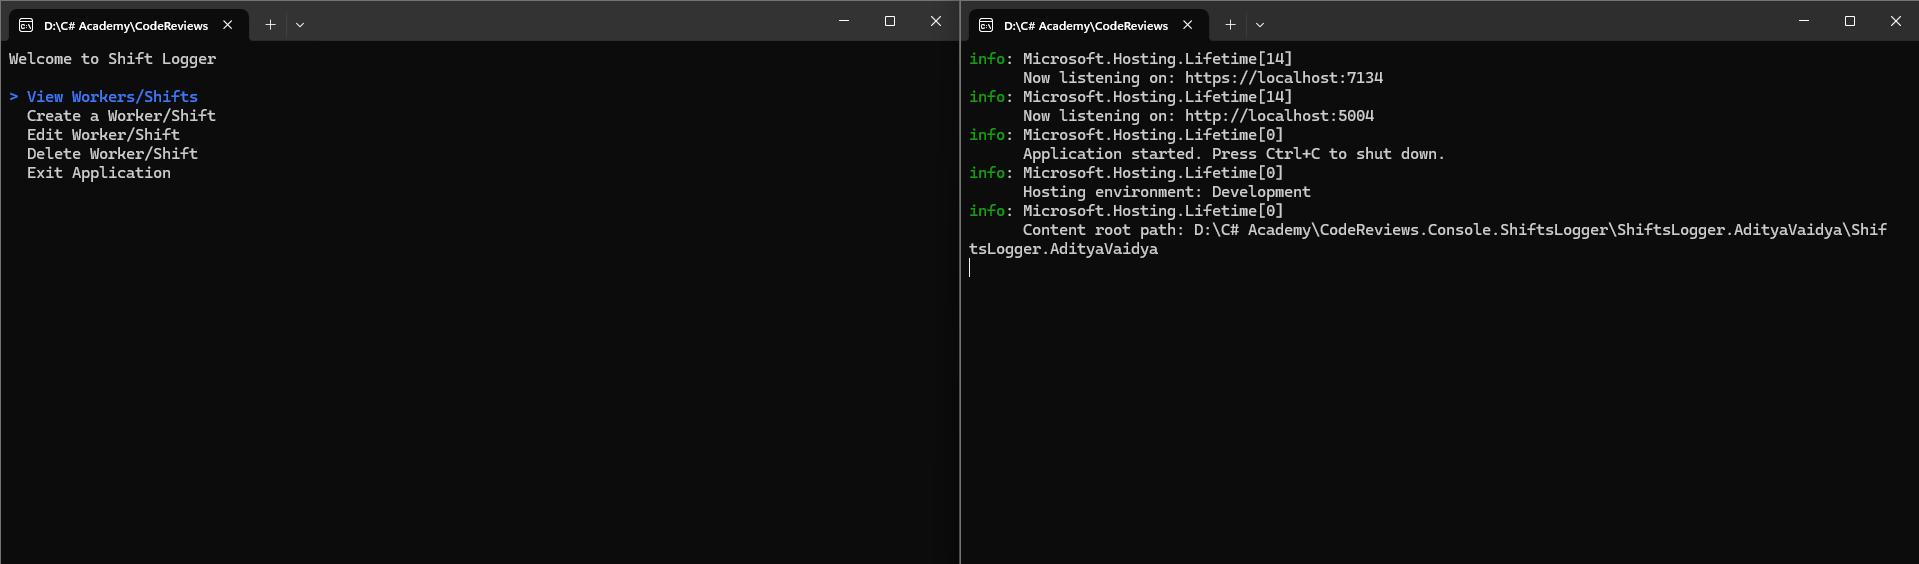 D:\C# Academy\CodeReviews
Welcome to Shift Logger
> View Workers/Shifts
Create a Worker/Shift
Edit Worker/Shift
Delete Worker/Shift
Exit Application
D:\C# Academy\CodeReviews
info: Microsoft.Hosting.Lifetime[14]
Now listening on: https://localhost:7134
info: Microsoft.Hosting.Lifetime[14]
Now listening on: http://localhost:5004
info: Microsoft.Hosting.Lifetime[0]
Application started. Press Ctrl+C to shut down.
info: Microsoft.Hosting.Lifetime[0]
Hosting environment: Development
info: Microsoft.Hosting.Lifetime[0]
Content root path: D:\C# Academy\CodeReviews.Console.ShiftsLogger\ShiftsLogger.AdityaVaidya\Shif
tsLogger.AdityaVaidya